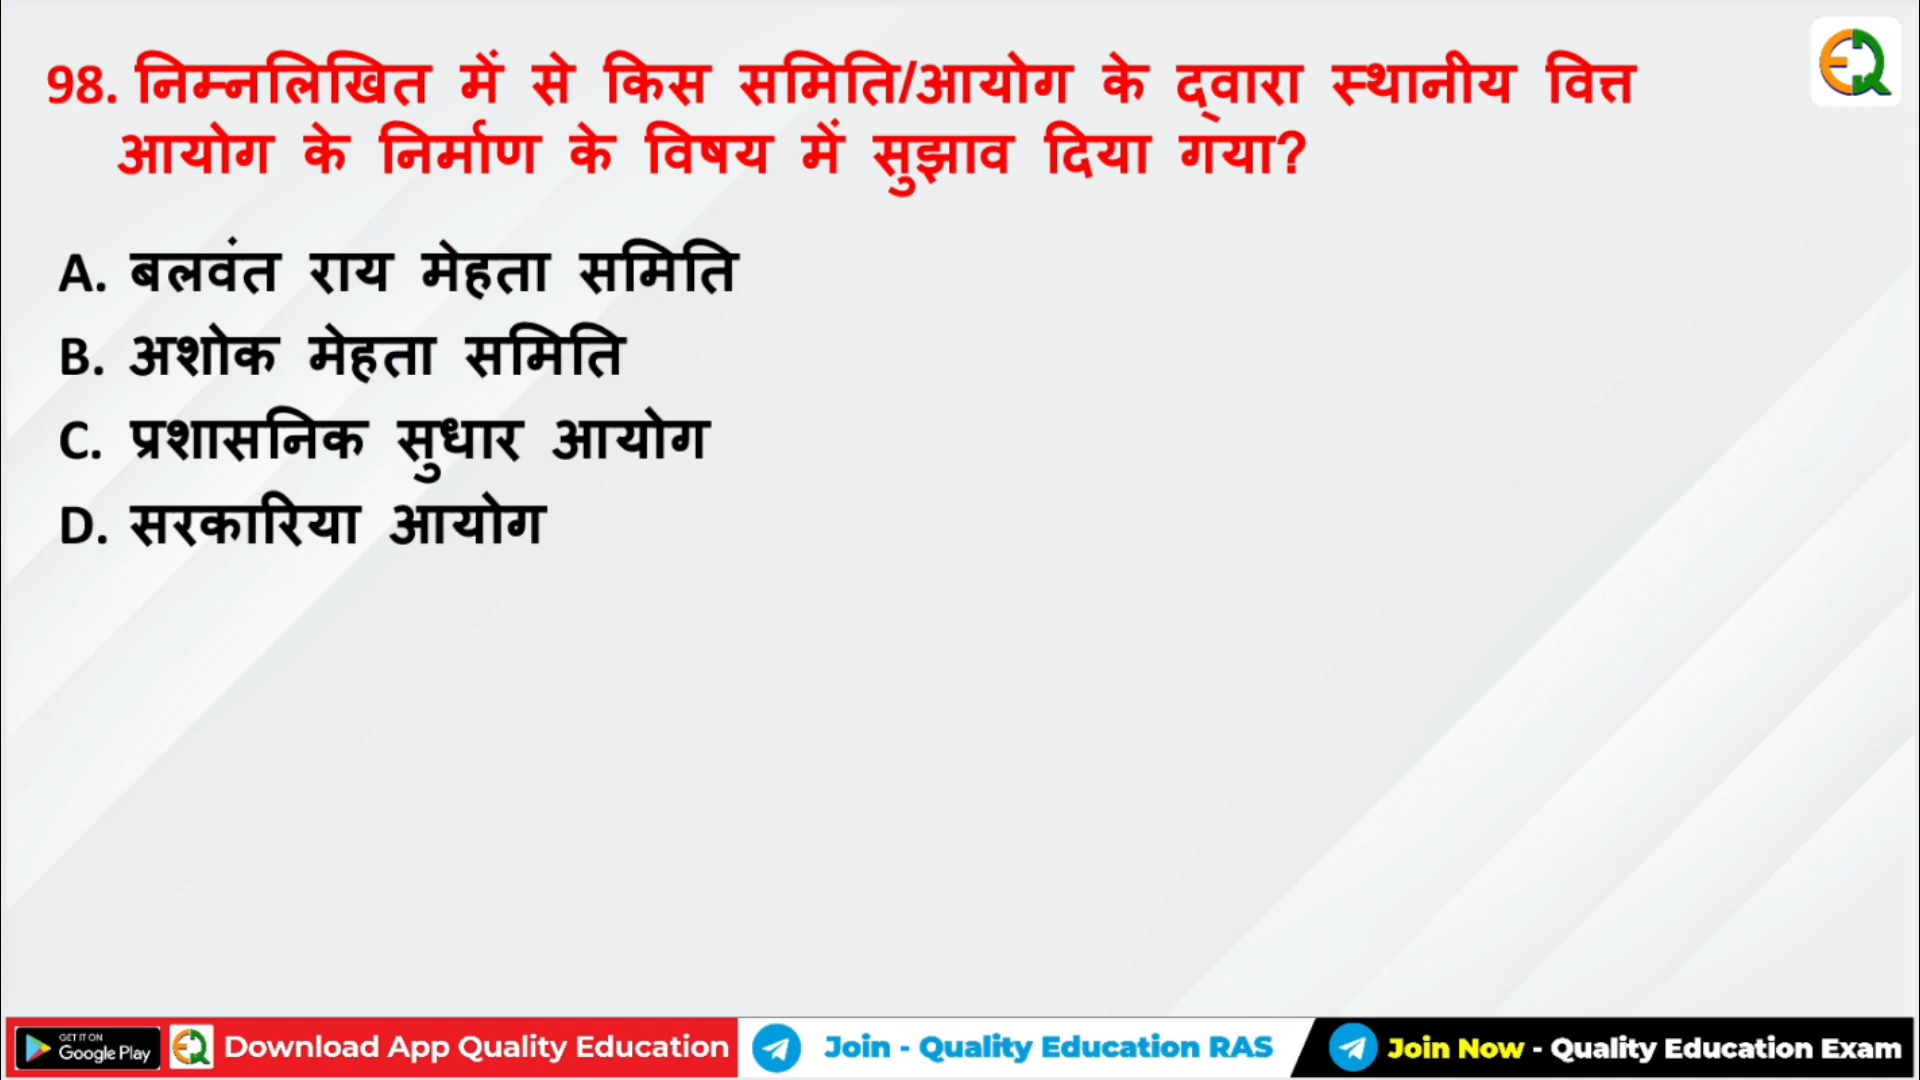 98. निम्नलिखित में से किस समिति/आयोग के द्वारा स्थानीय वित्त
आयोग के निर्माण के विषय में सुझाव दिया गया?
A. बलवंत राय मेहता समिति
B. अशोक मेहता समिति
C. प्रशासनिक सुधार आयोग
D. सरकारिया आयोग
GET IT ON
Google Play
Download App Quality Education
Join - Quality Education RAS
Join Now - Quality Education Exam